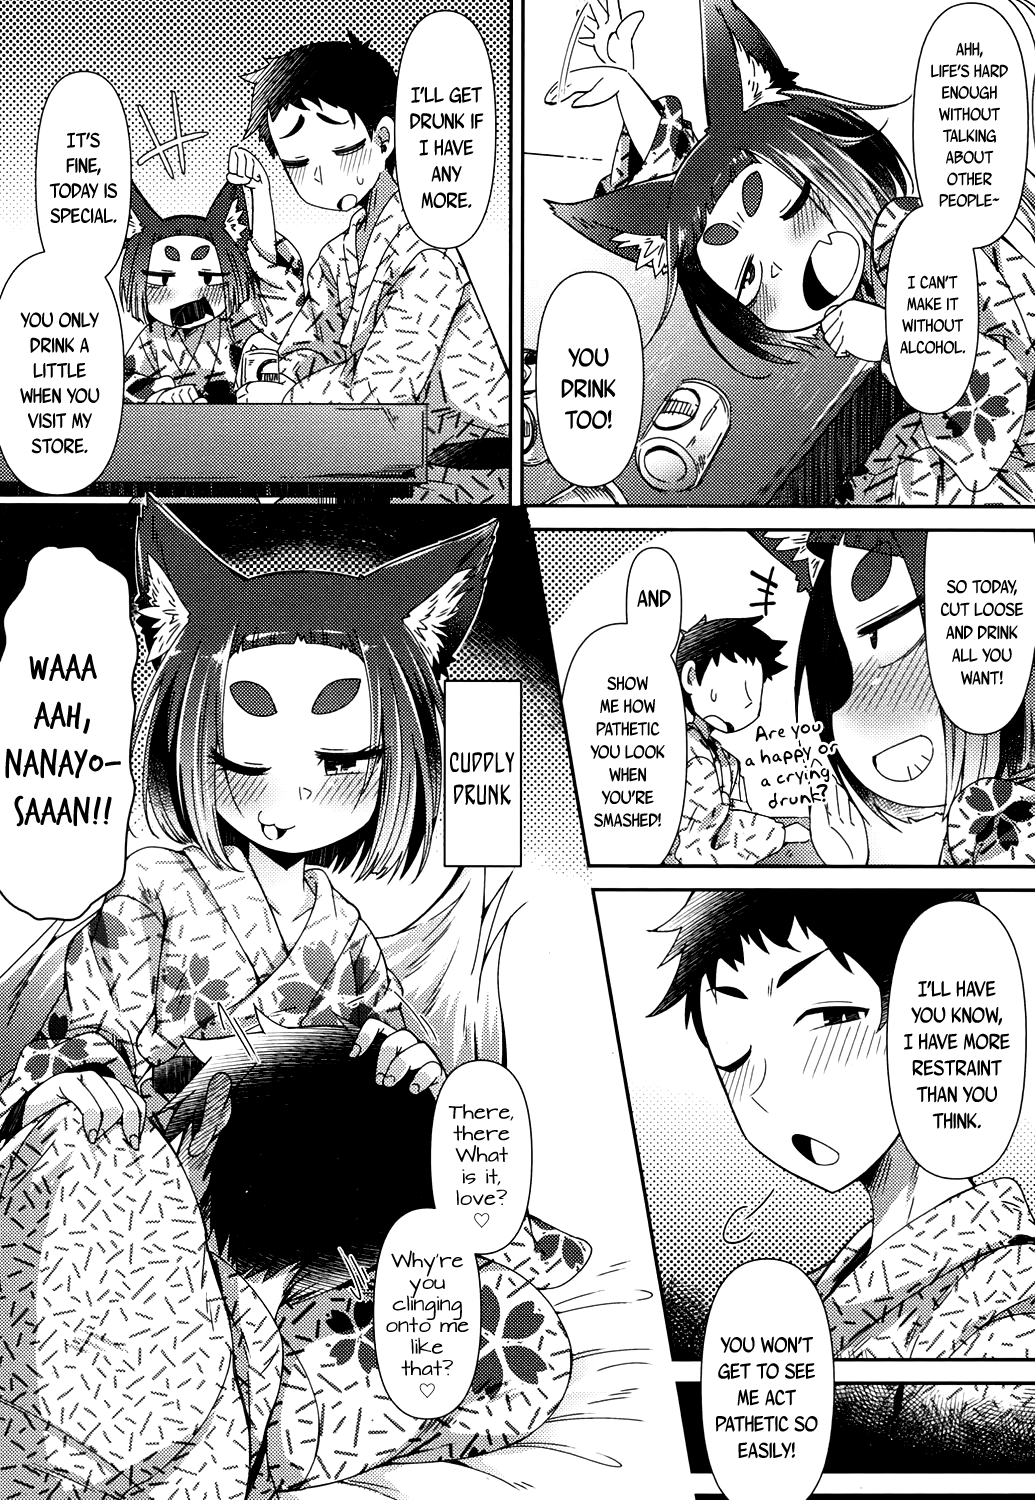 AHH,
LIFE'S HARD
ENOUGH
WITHOUT
TALKING
ABOUT
OTHER
PEOPLE~
I CAN'T
MAKE IT
WITHOUT
ALCOHOL.
YOU
DRINK
TOO!
I'LL GET
DRUNK IF
I HAVE
ANY
MORE.
IT'S
FINE,
TODAY IS
SPECIAL.
YOU ONLY
DRINK A
LITTLE
WHEN YOU
VISIT MY
STORE.
SO TODAY,
CUT LOOSE
AND DRINK
ALL YOU
WANT!
AND
SHOW
ME HOW
PATHETIC
YOU LOOK
WHEN
YOU'RE
SMASHED!
Are you
a happy or
a crying
drunk?
I'LL HAVE
YOU KNOW,
I HAVE MORE
RESTRAINT
THAN YOU
THINK.
YOU WON'T
GET TO SEE
ME ACT
PATHETIC SO
EASILY!
CUDDLY
DRUNK
WAAA
AAH,
NANAYO-
SAAAN!!
There,
there
What
is it,
love?
♡
Why're
you
clinging
onto me
like
that?
♡